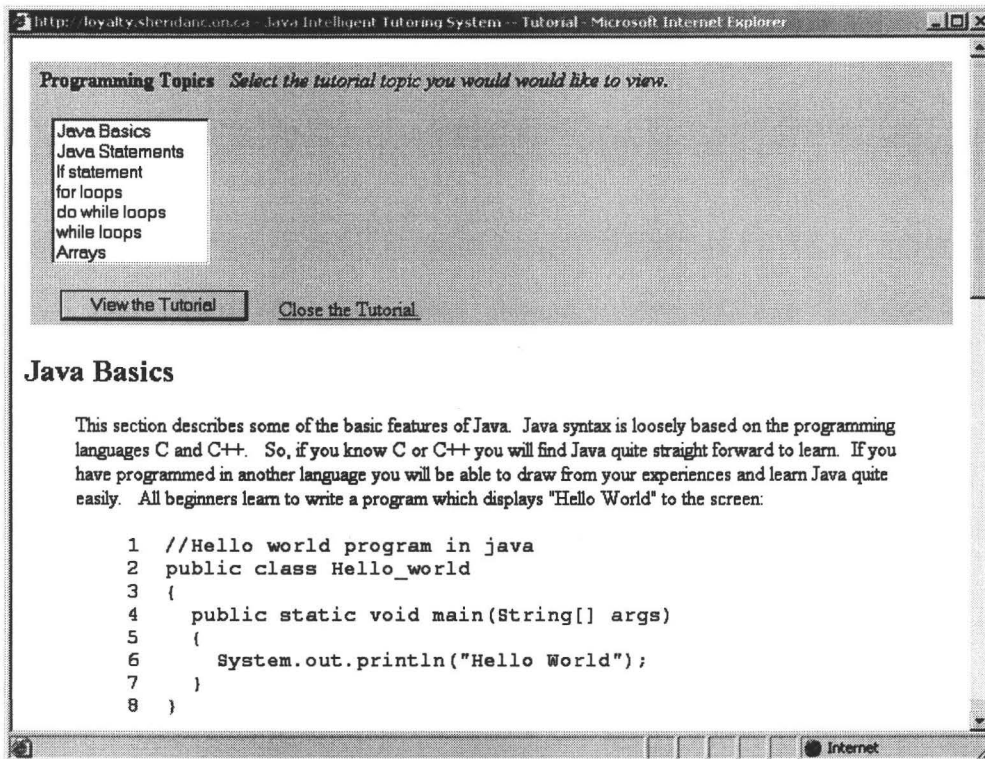 http://loyalty.sheridanc.on.ca - Java Intelligent Tutoring System -- Tutorial - Microsoft Internet Explorer
Programming Topics Select the tutorial topic you would would like to view.
Java Basics
Java Statements
If statement
for loops
do while loops
while loops
Arrays
View the Tutorial Close the Tutorial
Java Basics
This section describes some of the basic features of Java. Java syntax is loosely based on the programming
languages C and C++. So, if you know C or C++ you will find Java quite straight forward to learn. If you
have programmed in another language you will be able to draw from your experiences and learn Java quite
easily. All beginners learn to write a program which displays "Hello World" to the screen:
1 //Hello world program in java
2 public class Hello_world
3 {
4 public static void main(String[] args)
5 {
6 System.out.println("Hello World");
7 }
8 }
Internet